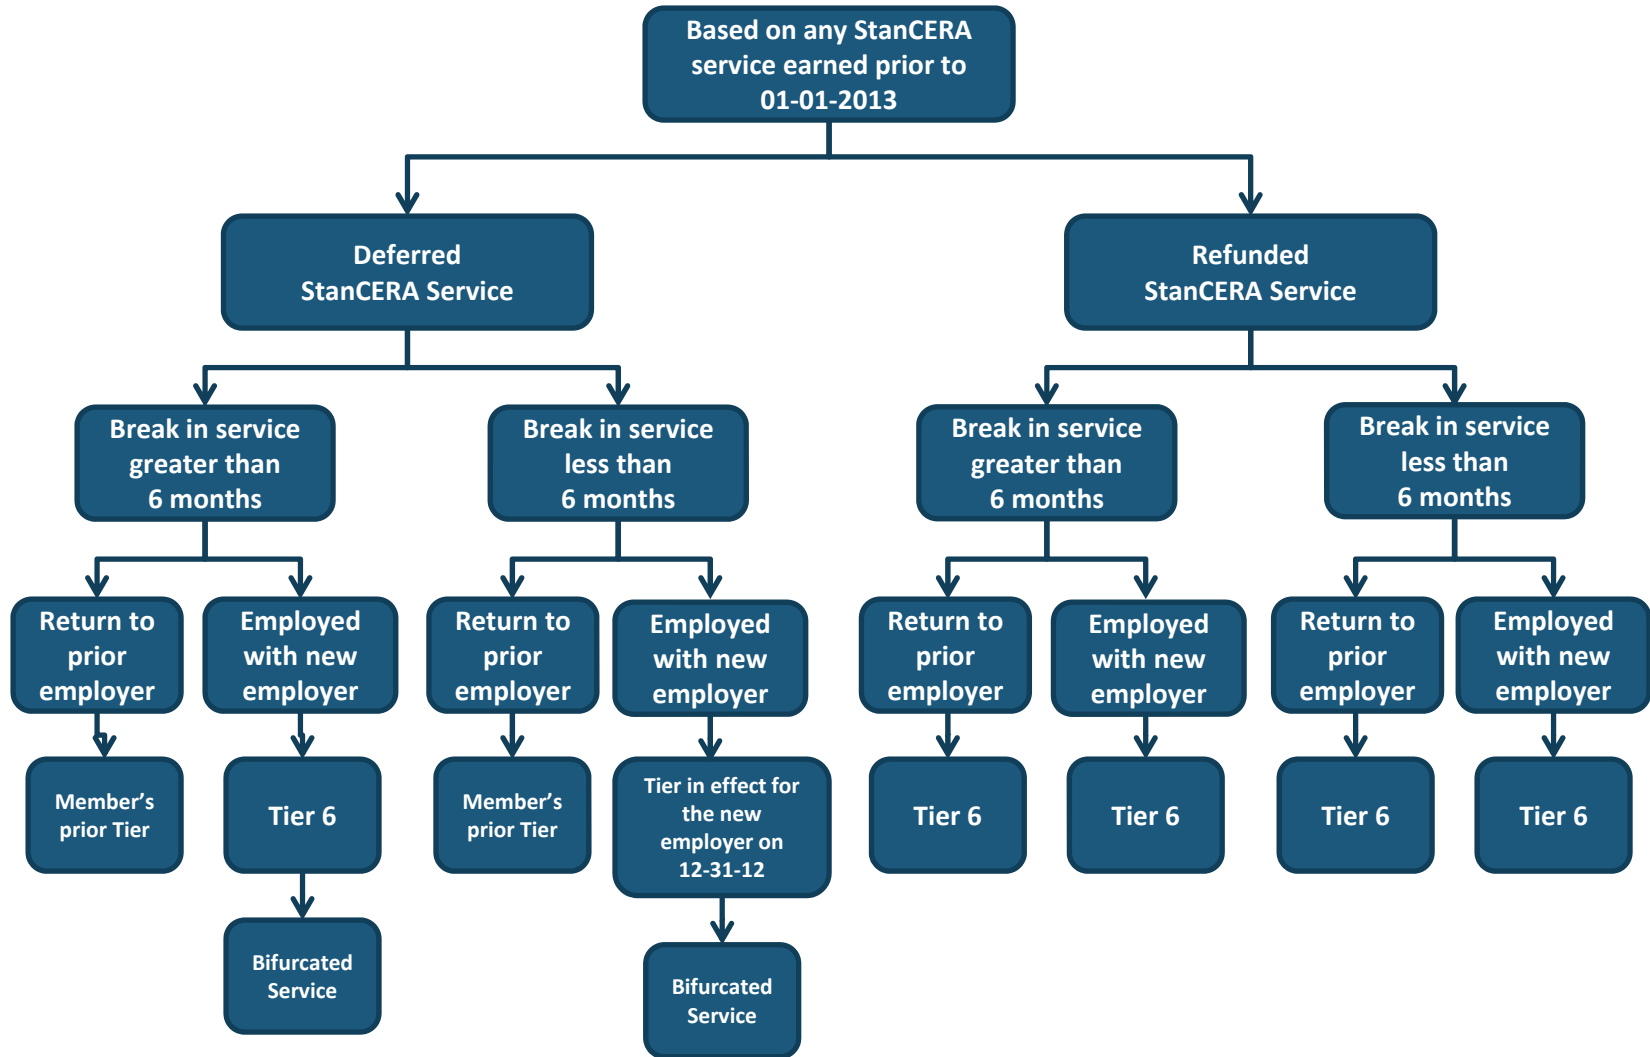 Based on any StanCERA
service earned prior to
01-01-2013
Deferred
StanCERA Service
Refunded
StanCERA Service
Break in service
greater than
6 months
Break in service
less than
6 months
Break in service
greater than
6 months
Break in service
less than
6 months
Return to
prior
employer
Employed
with new
employer
Return to
prior
employer
Employed
with new
employer
Return to
prior
employer
Employed
with new
employer
Return to
prior
employer
Employed
with new
employer
Member's
prior Tier
Tier 6
Member's
prior Tier
Tier in effect for
the new
employer on
12-31-12
Tier 6
Tier 6
Tier 6
Tier 6
Bifurcated
Service
Bifurcated
Service